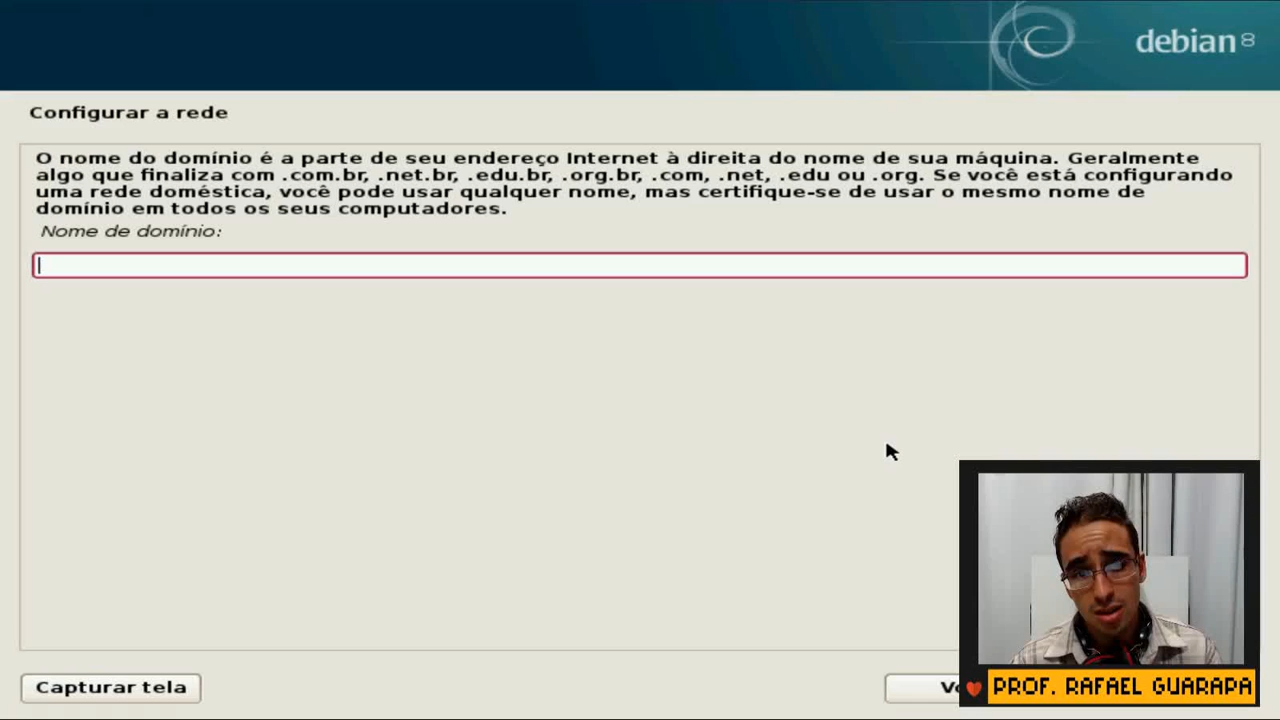 debian 8
Configurar a rede
O nome do domínio é a parte de seu endereço Internet à direita do nome de sua máquina. Geralmente
algo que finaliza com .com.br, .net.br, .edu.br, .org.br, .com, .net, .edu ou .org. Se você está configurando
uma rede doméstica, você pode usar qualquer nome, mas certifique-se de usar o mesmo nome de
domínio em todos os seus computadores.
Nome de domínio:
Capturar tela
PROF. RAFAEL GUARAPA